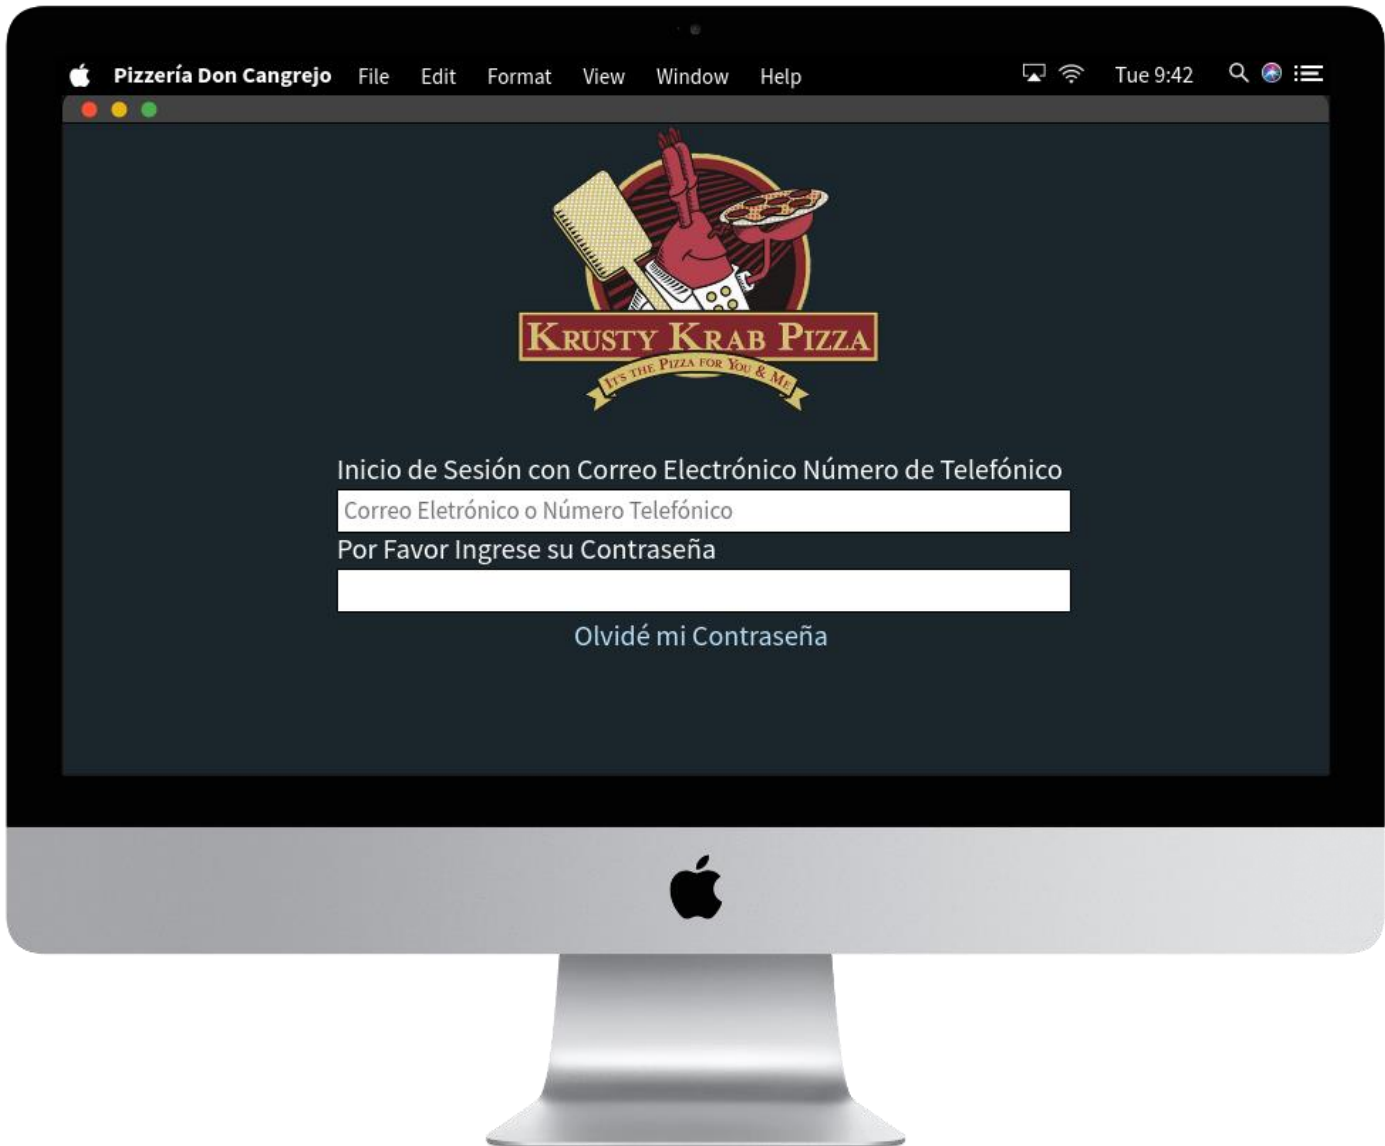 Pizzería Don Cangrejo File Edit Format View Window Help Tue 9:42
KRUSTY KRAB PIZZA
IT'S THE PIZZA FOR YOU & ME
Inicio de Sesión con Correo Electrónico Número de Telefónico
Correo Eletrónico o Número Telefónico
Por Favor Ingrese su Contraseña
Olvidé mi Contraseña